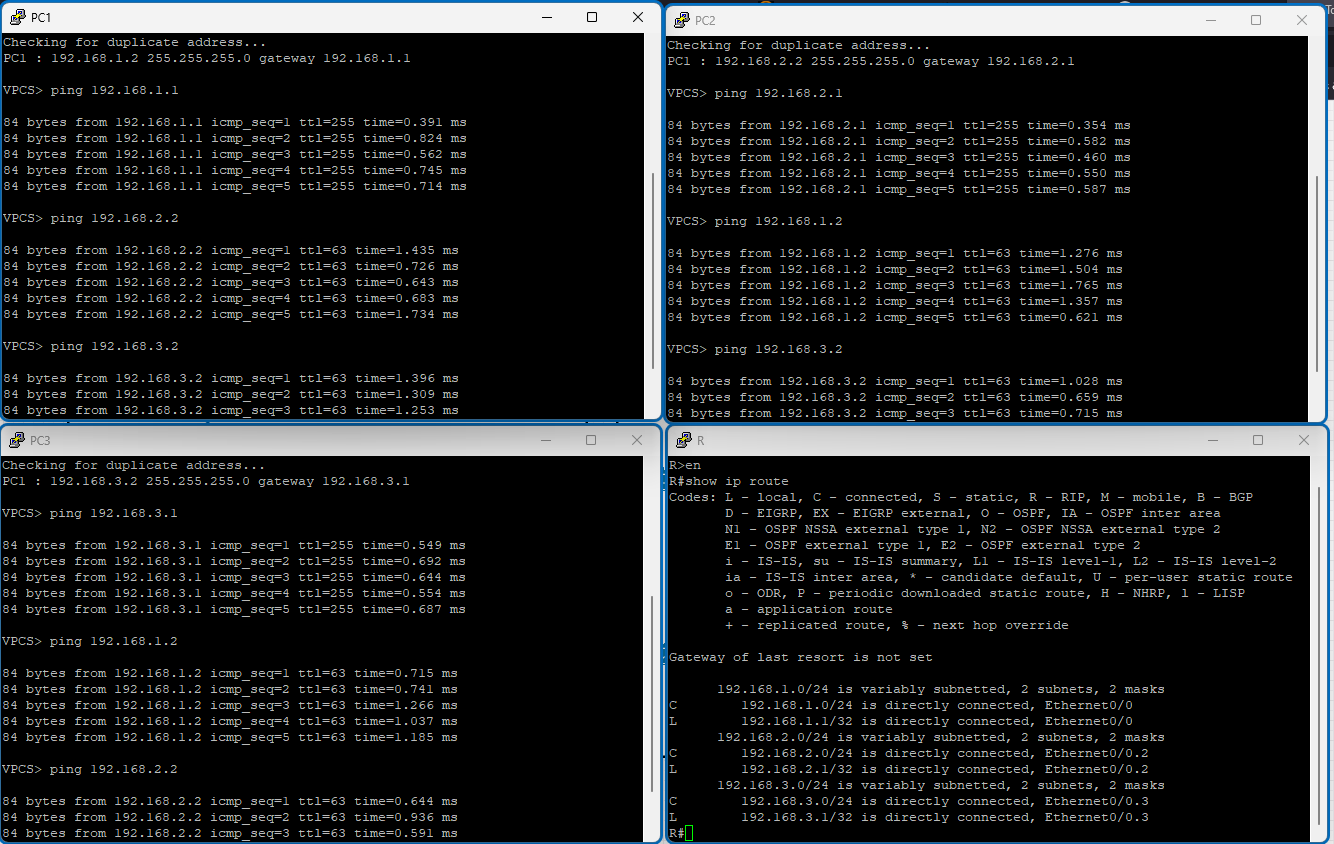 PC1
Checking for duplicate address...
PC1 : 192.168.1.2 255.255.255.0 gateway 192.168.1.1
VPCS> ping 192.168.1.1
84 bytes from 192.168.1.1 icmp_seq=1 ttl=255 time=0.391 ms
84 bytes from 192.168.1.1 icmp_seq=2 ttl=255 time=0.824 ms
84 bytes from 192.168.1.1 icmp_seq=3 ttl=255 time=0.562 ms
84 bytes from 192.168.1.1 icmp_seq=4 ttl=255 time=0.745 ms
84 bytes from 192.168.1.1 icmp_seq=5 ttl=255 time=0.714 ms
VPCS> ping 192.168.2.2
84 bytes from 192.168.2.2 icmp_seq=1 ttl=63 time=1.435 ms
84 bytes from 192.168.2.2 icmp_seq=2 ttl=63 time=0.726 ms
84 bytes from 192.168.2.2 icmp_seq=3 ttl=63 time=0.643 ms
84 bytes from 192.168.2.2 icmp_seq=4 ttl=63 time=0.683 ms
84 bytes from 192.168.2.2 icmp_seq=5 ttl=63 time=1.734 ms
VPCS> ping 192.168.3.2
84 bytes from 192.168.3.2 icmp_seq=1 ttl=63 time=1.396 ms
84 bytes from 192.168.3.2 icmp_seq=2 ttl=63 time=1.309 ms
84 bytes from 192.168.3.2 icmp_seq=3 ttl=63 time=1.253 ms
PC2
Checking for duplicate address...
PC1 : 192.168.2.2 255.255.255.0 gateway 192.168.2.1
VPCS> ping 192.168.2.1
84 bytes from 192.168.2.1 icmp_seq=1 ttl=255 time=0.354 ms
84 bytes from 192.168.2.1 icmp_seq=2 ttl=255 time=0.582 ms
84 bytes from 192.168.2.1 icmp_seq=3 ttl=255 time=0.460 ms
84 bytes from 192.168.2.1 icmp_seq=4 ttl=255 time=0.550 ms
84 bytes from 192.168.2.1 icmp_seq=5 ttl=255 time=0.587 ms
VPCS> ping 192.168.1.2
84 bytes from 192.168.1.2 icmp_seq=1 ttl=63 time=1.276 ms
84 bytes from 192.168.1.2 icmp_seq=2 ttl=63 time=1.504 ms
84 bytes from 192.168.1.2 icmp_seq=3 ttl=63 time=1.765 ms
84 bytes from 192.168.1.2 icmp_seq=4 ttl=63 time=1.357 ms
84 bytes from 192.168.1.2 icmp_seq=5 ttl=63 time=0.621 ms
VPCS> ping 192.168.3.2
84 bytes from 192.168.3.2 icmp_seq=1 ttl=63 time=1.028 ms
84 bytes from 192.168.3.2 icmp_seq=2 ttl=63 time=0.659 ms
84 bytes from 192.168.3.2 icmp_seq=3 ttl=63 time=0.715 ms
PC3
Checking for duplicate address...
PC1 : 192.168.3.2 255.255.255.0 gateway 192.168.3.1
VPCS> ping 192.168.3.1
84 bytes from 192.168.3.1 icmp_seq=1 ttl=255 time=0.549 ms
84 bytes from 192.168.3.1 icmp_seq=2 ttl=255 time=0.692 ms
84 bytes from 192.168.3.1 icmp_seq=3 ttl=255 time=0.644 ms
84 bytes from 192.168.3.1 icmp_seq=4 ttl=255 time=0.554 ms
84 bytes from 192.168.3.1 icmp_seq=5 ttl=255 time=0.687 ms
VPCS> ping 192.168.1.2
84 bytes from 192.168.1.2 icmp_seq=1 ttl=63 time=0.715 ms
84 bytes from 192.168.1.2 icmp_seq=2 ttl=63 time=0.741 ms
84 bytes from 192.168.1.2 icmp_seq=3 ttl=63 time=1.266 ms
84 bytes from 192.168.1.2 icmp_seq=4 ttl=63 time=1.037 ms
84 bytes from 192.168.1.2 icmp_seq=5 ttl=63 time=1.185 ms
VPCS> ping 192.168.2.2
84 bytes from 192.168.2.2 icmp_seq=1 ttl=63 time=0.644 ms
84 bytes from 192.168.2.2 icmp_seq=2 ttl=63 time=0.936 ms
84 bytes from 192.168.2.2 icmp_seq=3 ttl=63 time=0.591 ms
R
R>en
R#show ip route
Codes: L - local, C - connected, S - static, R - RIP, M - mobile, B - BGP
D - EIGRP, EX - EIGRP external, O - OSPF, IA - OSPF inter area
N1 - OSPF NSSA external type 1, N2 - OSPF NSSA external type 2
E1 - OSPF external type 1, E2 - OSPF external type 2
i - IS-IS, su - IS-IS summary, L1 - IS-IS level-1, L2 - IS-IS level-2
ia - IS-IS inter area, * - candidate default, U - per-user static route
o - ODR, P - periodic downloaded static route, H - NHRP, l - LISP
a - application route
+ - replicated route, % - next hop override
Gateway of last resort is not set
192.168.1.0/24 is variably subnetted, 2 subnets, 2 masks
C 192.168.1.0/24 is directly connected, Ethernet0/0
L 192.168.1.1/32 is directly connected, Ethernet0/0
192.168.2.0/24 is variably subnetted, 2 subnets, 2 masks
C 192.168.2.0/24 is directly connected, Ethernet0/0.2
L 192.168.2.1/32 is directly connected, Ethernet0/0.2
192.168.3.0/24 is variably subnetted, 2 subnets, 2 masks
C 192.168.3.0/24 is directly connected, Ethernet0/0.3
L 192.168.3.1/32 is directly connected, Ethernet0/0.3
R#